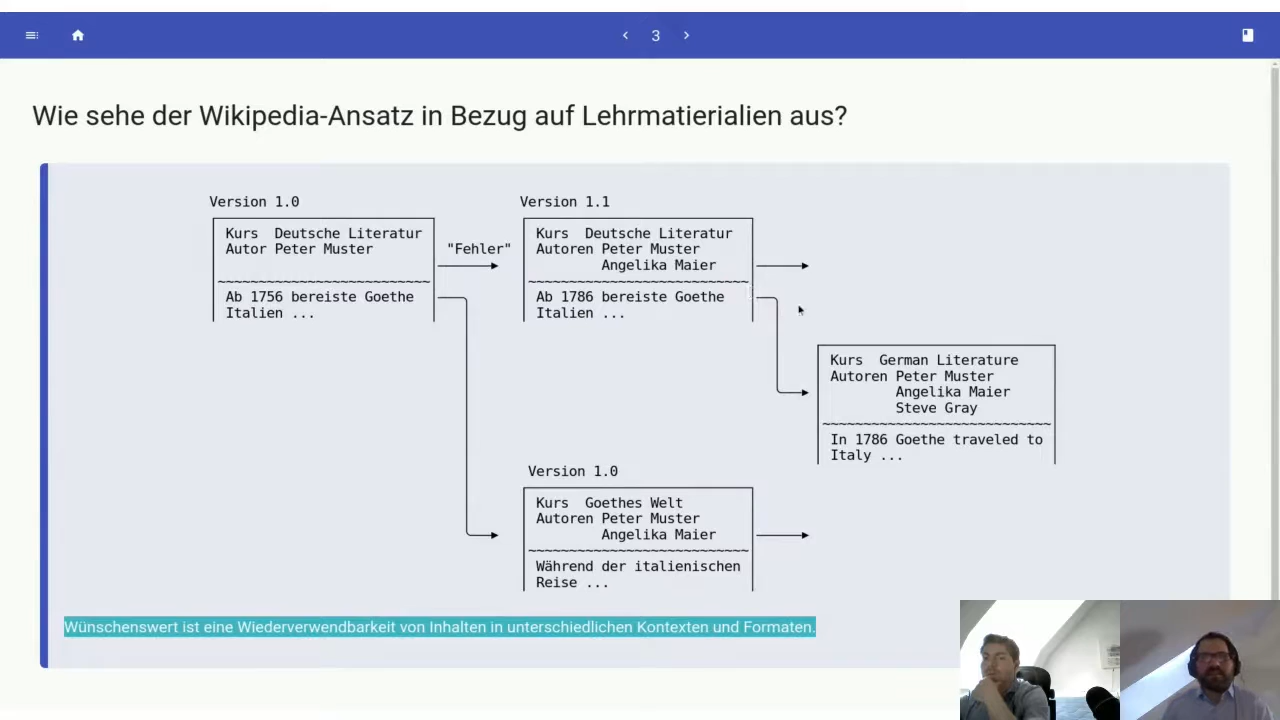 3
Wie sehe der Wikipedia-Ansatz in Bezug auf Lehrmatierialien aus?
Version 1.0
Kurs Deutsche Literatur
Autor Peter Muster
~~~~~~~~~~~~~~~~~~~~~~~~~~
Ab 1756 bereiste Goethe
Italien ...
"Fehler"
Version 1.1
Kurs Deutsche Literatur
Autoren Peter Muster
Angelika Maier
~~~~~~~~~~~~~~~~~~~~~~~~~~~
Ab 1786 bereiste Goethe
Italien ...
Kurs German Literature
Autoren Peter Muster
Angelika Maier
Steve Gray
~~~~~~~~~~~~~~~~~~~~~~~~~~~~
In 1786 Goethe traveled to
Italy ...
Version 1.0
Kurs Goethes Welt
Autoren Peter Muster
Angelika Maier
~~~~~~~~~~~~~~~~~~~~~~~~~~~
Während der italienischen
Reise ...
Wünschenswert ist eine Wiederverwendbarkeit von Inhalten in unterschiedlichen Kontexten und Formaten.